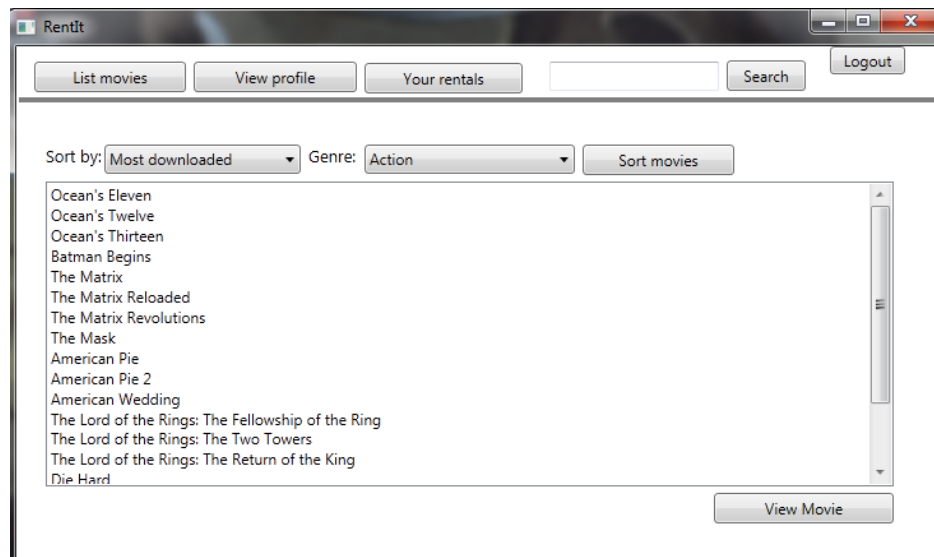 RentIt
List movies View profile Your rentals Search Logout
Sort by: Most downloaded Genre: Action Sort movies
Ocean's Eleven
Ocean's Twelve
Ocean's Thirteen
Batman Begins
The Matrix
The Matrix Reloaded
The Matrix Revolutions
The Mask
American Pie
American Pie 2
American Wedding
The Lord of the Rings: The Fellowship of the Ring
The Lord of the Rings: The Two Towers
The Lord of the Rings: The Return of the King
Die Hard
View Movie